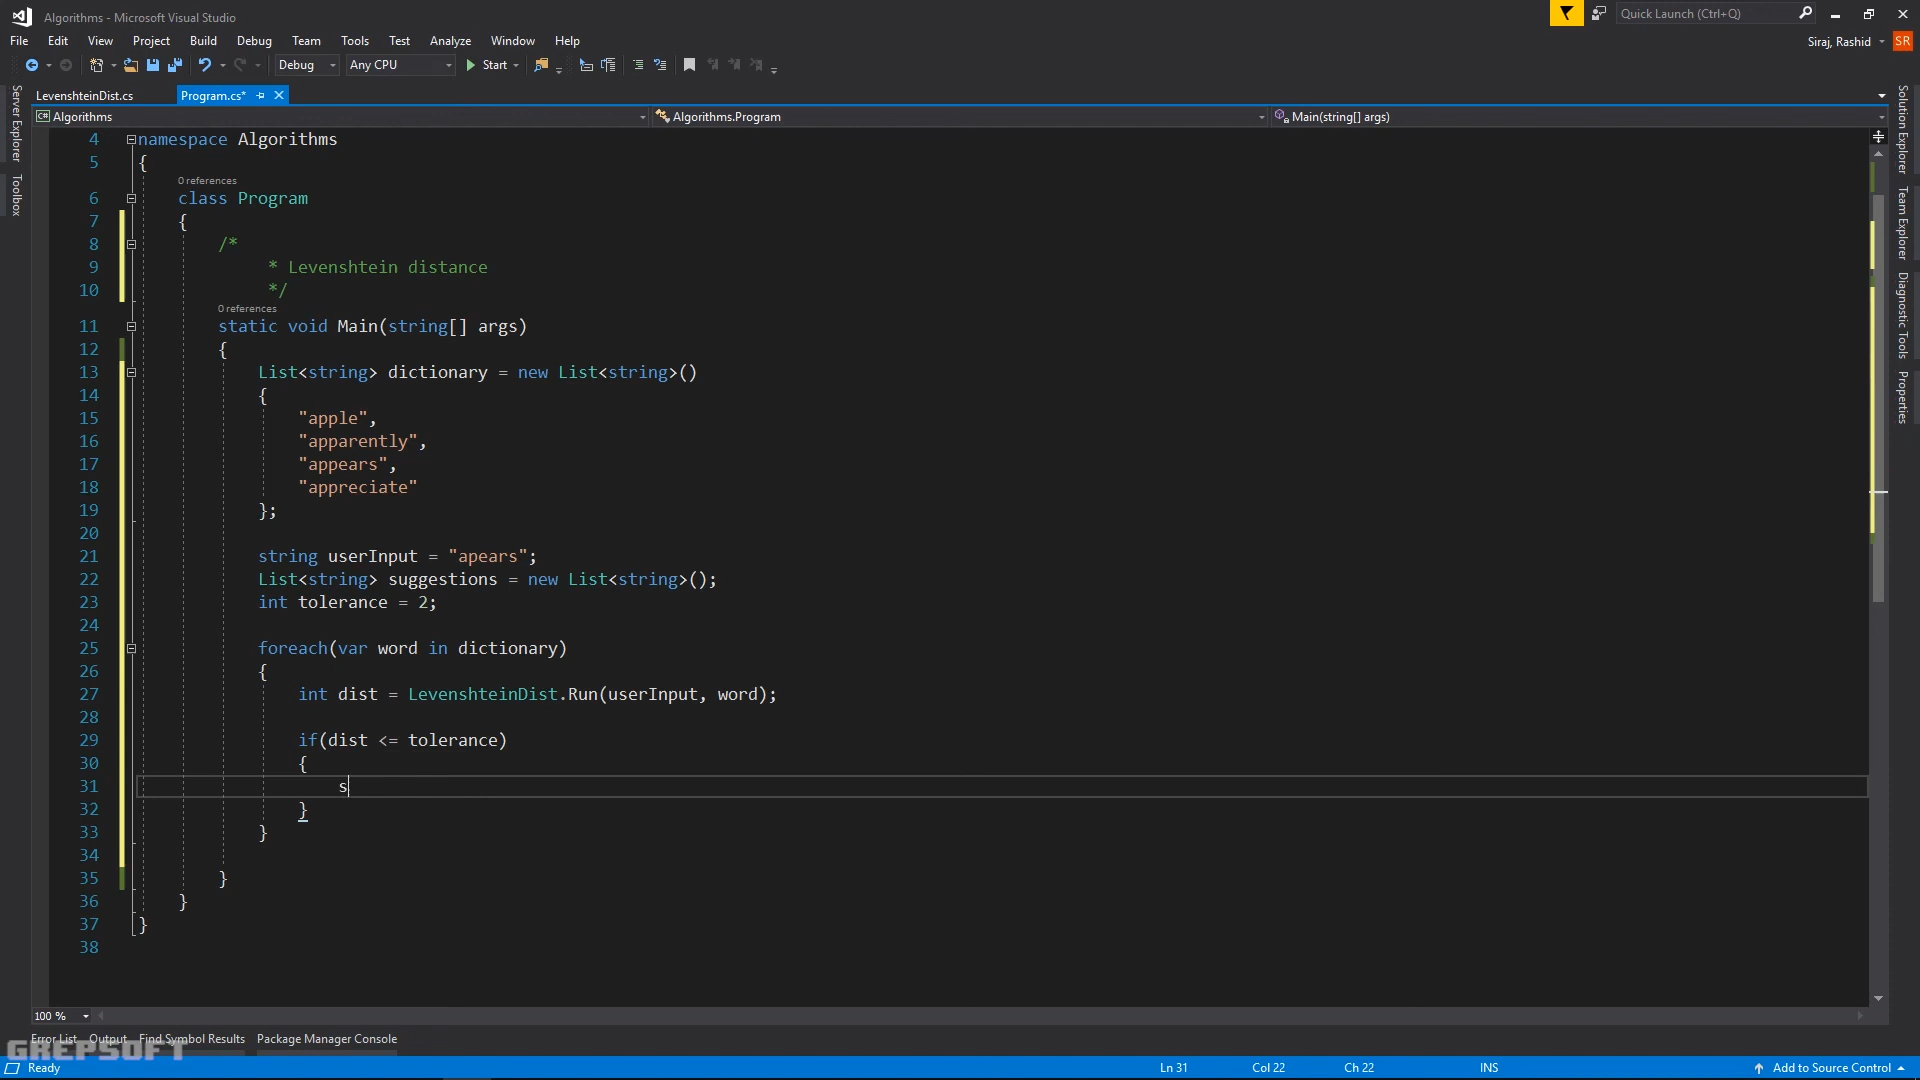 Algorithms - Microsoft Visual Studio
Quick Launch (Ctrl+Q)
File Edit View Project Build Debug Team Tools Test Analyze Window Help
Siraj, Rashid SR
Debug Any CPU Start
LevenshteinDist.cs Program.cs*
Algorithms Algorithms.Program Main(string[] args)
Server Explorer
Toolbox
Solution Explorer
Team Explorer
Diagnostic Tools
Properties
4 namespace Algorithms
5 {
0 references
6 class Program
7 {
8 /*
9 * Levenshtein distance
10 */
0 references
11 static void Main(string[] args)
12 {
13 List<string> dictionary = new List<string>()
14 {
15 "apple",
16 "apparently",
17 "appears",
18 "appreciate"
19 };
20
21 string userInput = "apears";
22 List<string> suggestions = new List<string>();
23 int tolerance = 2;
24
25 foreach(var word in dictionary)
26 {
27 int dist = LevenshteinDist.Run(userInput, word);
28
29 if(dist <= tolerance)
30 {
31 s
32 }
33 }
34
35 }
36 }
37 }
38
100 %
Error List Output Find Symbol Results Package Manager Console
GREPSOFT
Ready Ln 31 Col 22 Ch 22 INS Add to Source Control